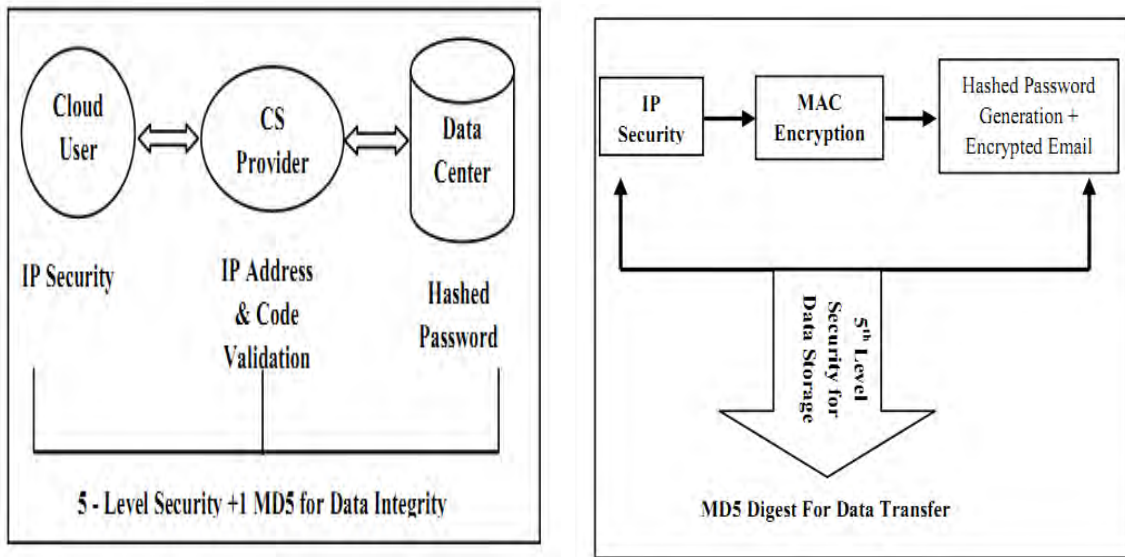 Cloud
User
CS
Provider
Data
Center
IP Security
IP Address
& Code
Validation
Hashed
Password
5 - Level Security +1 MD5 for Data Integrity
IP
Security
MAC
Encryption
Hashed Password
Generation +
Encrypted Email
5th Level
Security for
Data Storage
MD5 Digest For Data Transfer